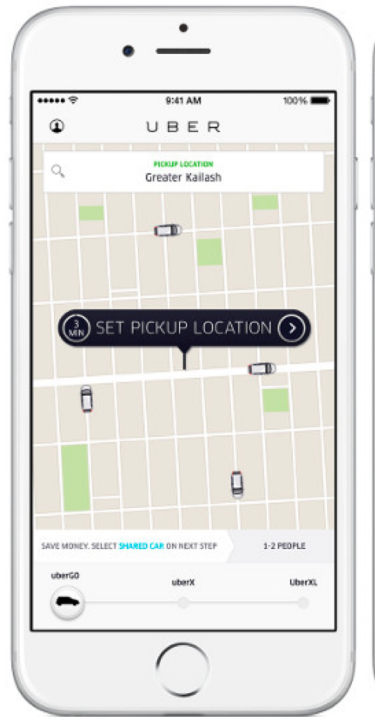 9:41 AM
100%
UBER
PICKUP LOCATION
Greater Kailash
3 MIN
SET PICKUP LOCATION
SAVE MONEY. SELECT SHARED CAR ON NEXT STEP
1-2 PEOPLE
uberGO
uberX
UberXL